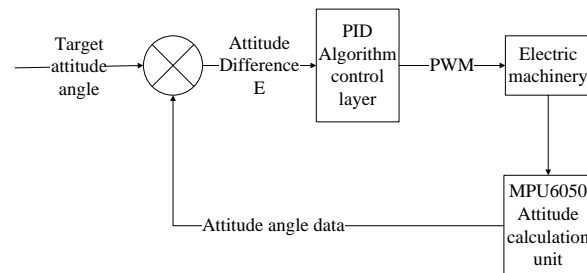 Target
attitude
angle
Attitude
Difference
E
PID
Algorithm
control
layer
PWM
Electric
machinery
MPU6050
Attitude
calculation
unit
Attitude angle data